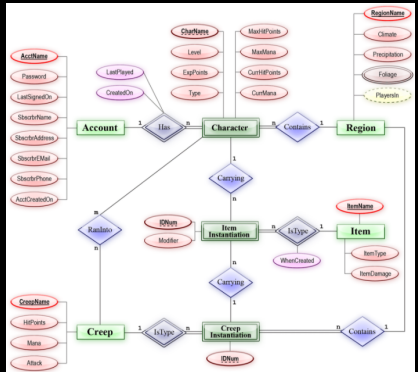 RegionName
CharName
MaxHitPoints
Climate
AcctName
Level
MaxMana
Precipitation
Password
LastPlayed
ExpPoints
CurrHitPoints
Foliage
LastSignedOn
CreatedOn
Type
CurrMana
PlayersIn
SbscrbrName
Account
1
Has
n
Character
n
Contains
1
Region
SbscrbrAddress
SbscrbrEMail
1
SbscrbrPhone
Carrying
AcctCreatedOn
n
m
IDNum
ItemName
RanInto
Modifier
Item
Instantiation
n
IsType
1
Item
n
n
WhenCreated
ItemType
Carrying
ItemDamage
CreepName
1
HitPoints
Creep
1
IsType
n
Creep
Instantiation
n
Contains
1
Mana
Attack
IDNum